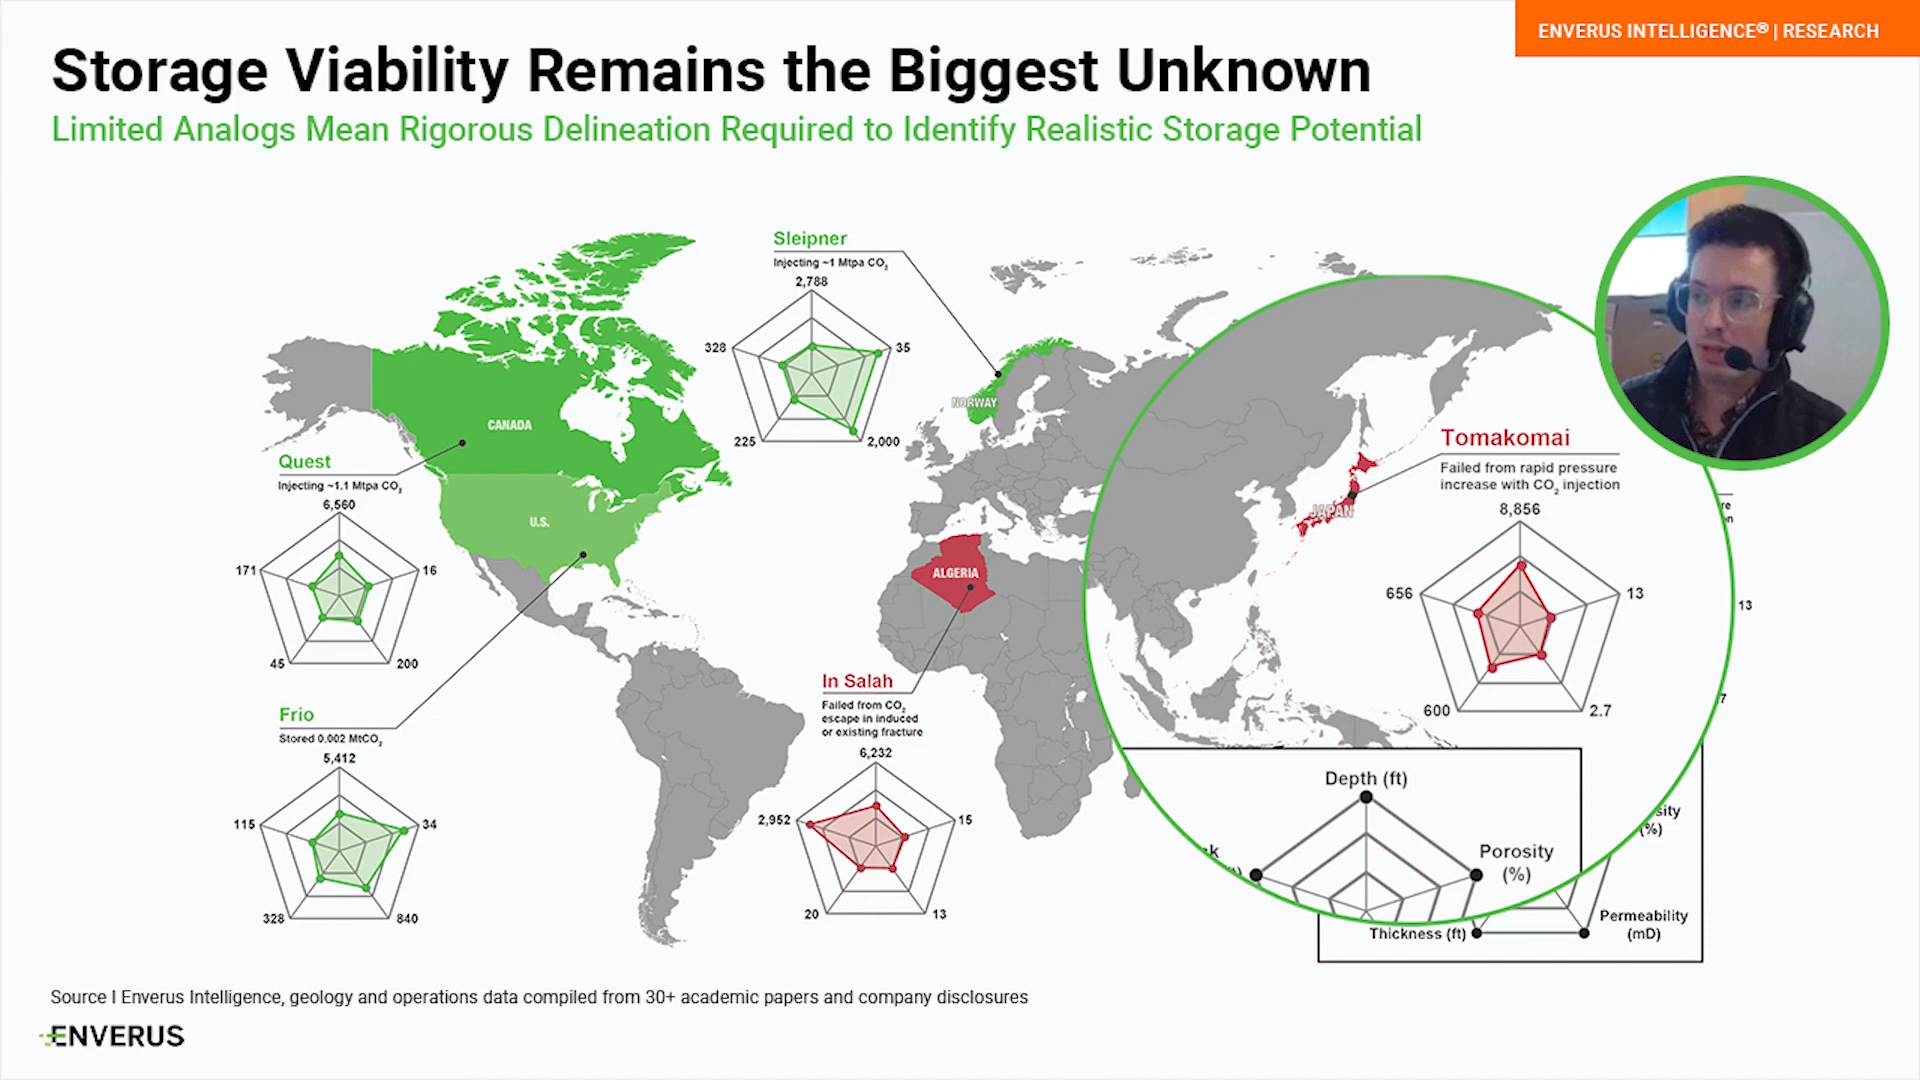 ENVERUS INTELLIGENCE® | RESEARCH
Storage Viability Remains the Biggest Unknown
Limited Analogs Mean Rigorous Delineation Required to Identify Realistic Storage Potential
Sleipner
Injecting ~1 Mtpa CO₂
2,788
328
35
225
2,000
NORWAY
CANADA
U.S.
Quest
Injecting ~1.1 Mtpa CO₂
6,560
171
16
45
200
Frio
Stored 0.002 MtCO₂
5,412
115
34
328
840
ALGERIA
In Salah
Failed from CO₂
escape in induced
or existing fracture
6,232
2,952
15
20
13
JAPAN
Tomakomai
Failed from rapid pressure
increase with CO₂ injection
8,856
656
13
600
2.7
13
7
Depth (ft)
Porosity
(%)
sity
(%)
Permeability
(mD)
Thickness (ft)
Source I Enverus Intelligence, geology and operations data compiled from 30+ academic papers and company disclosures
ENVERUS